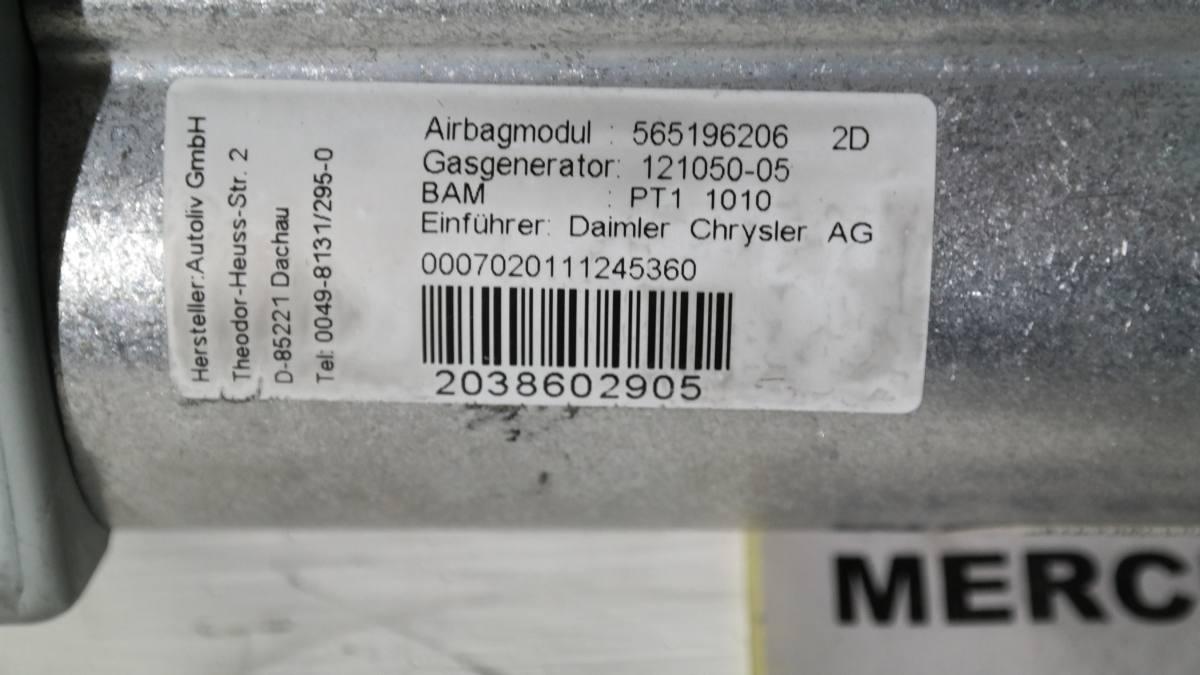 Hersteller:Autoliv GmbH
Theodor-Heuss-Str. 2
D-85221 Dachau
Tel: 0049-8131/295-0
Airbagmodul : 565196206 2D
Gasgenerator: 121050-05
BAM : PT1 1010
Einführer: Daimler Chrysler AG
0007020111245360
2038602905
MERC